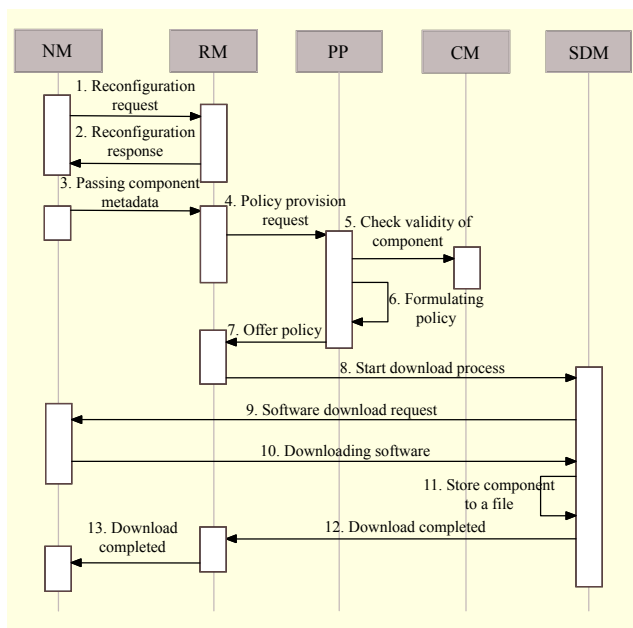 NM RM PP CM SDM
1. Reconfiguration
request
2. Reconfiguration
response
3. Passing component
metadata
4. Policy provision
request
5. Check validity of
component
6. Formulating
policy
7. Offer policy
8. Start download process
9. Software download request
10. Downloading software
11. Store component
to a file
12. Download completed
13. Download
completed